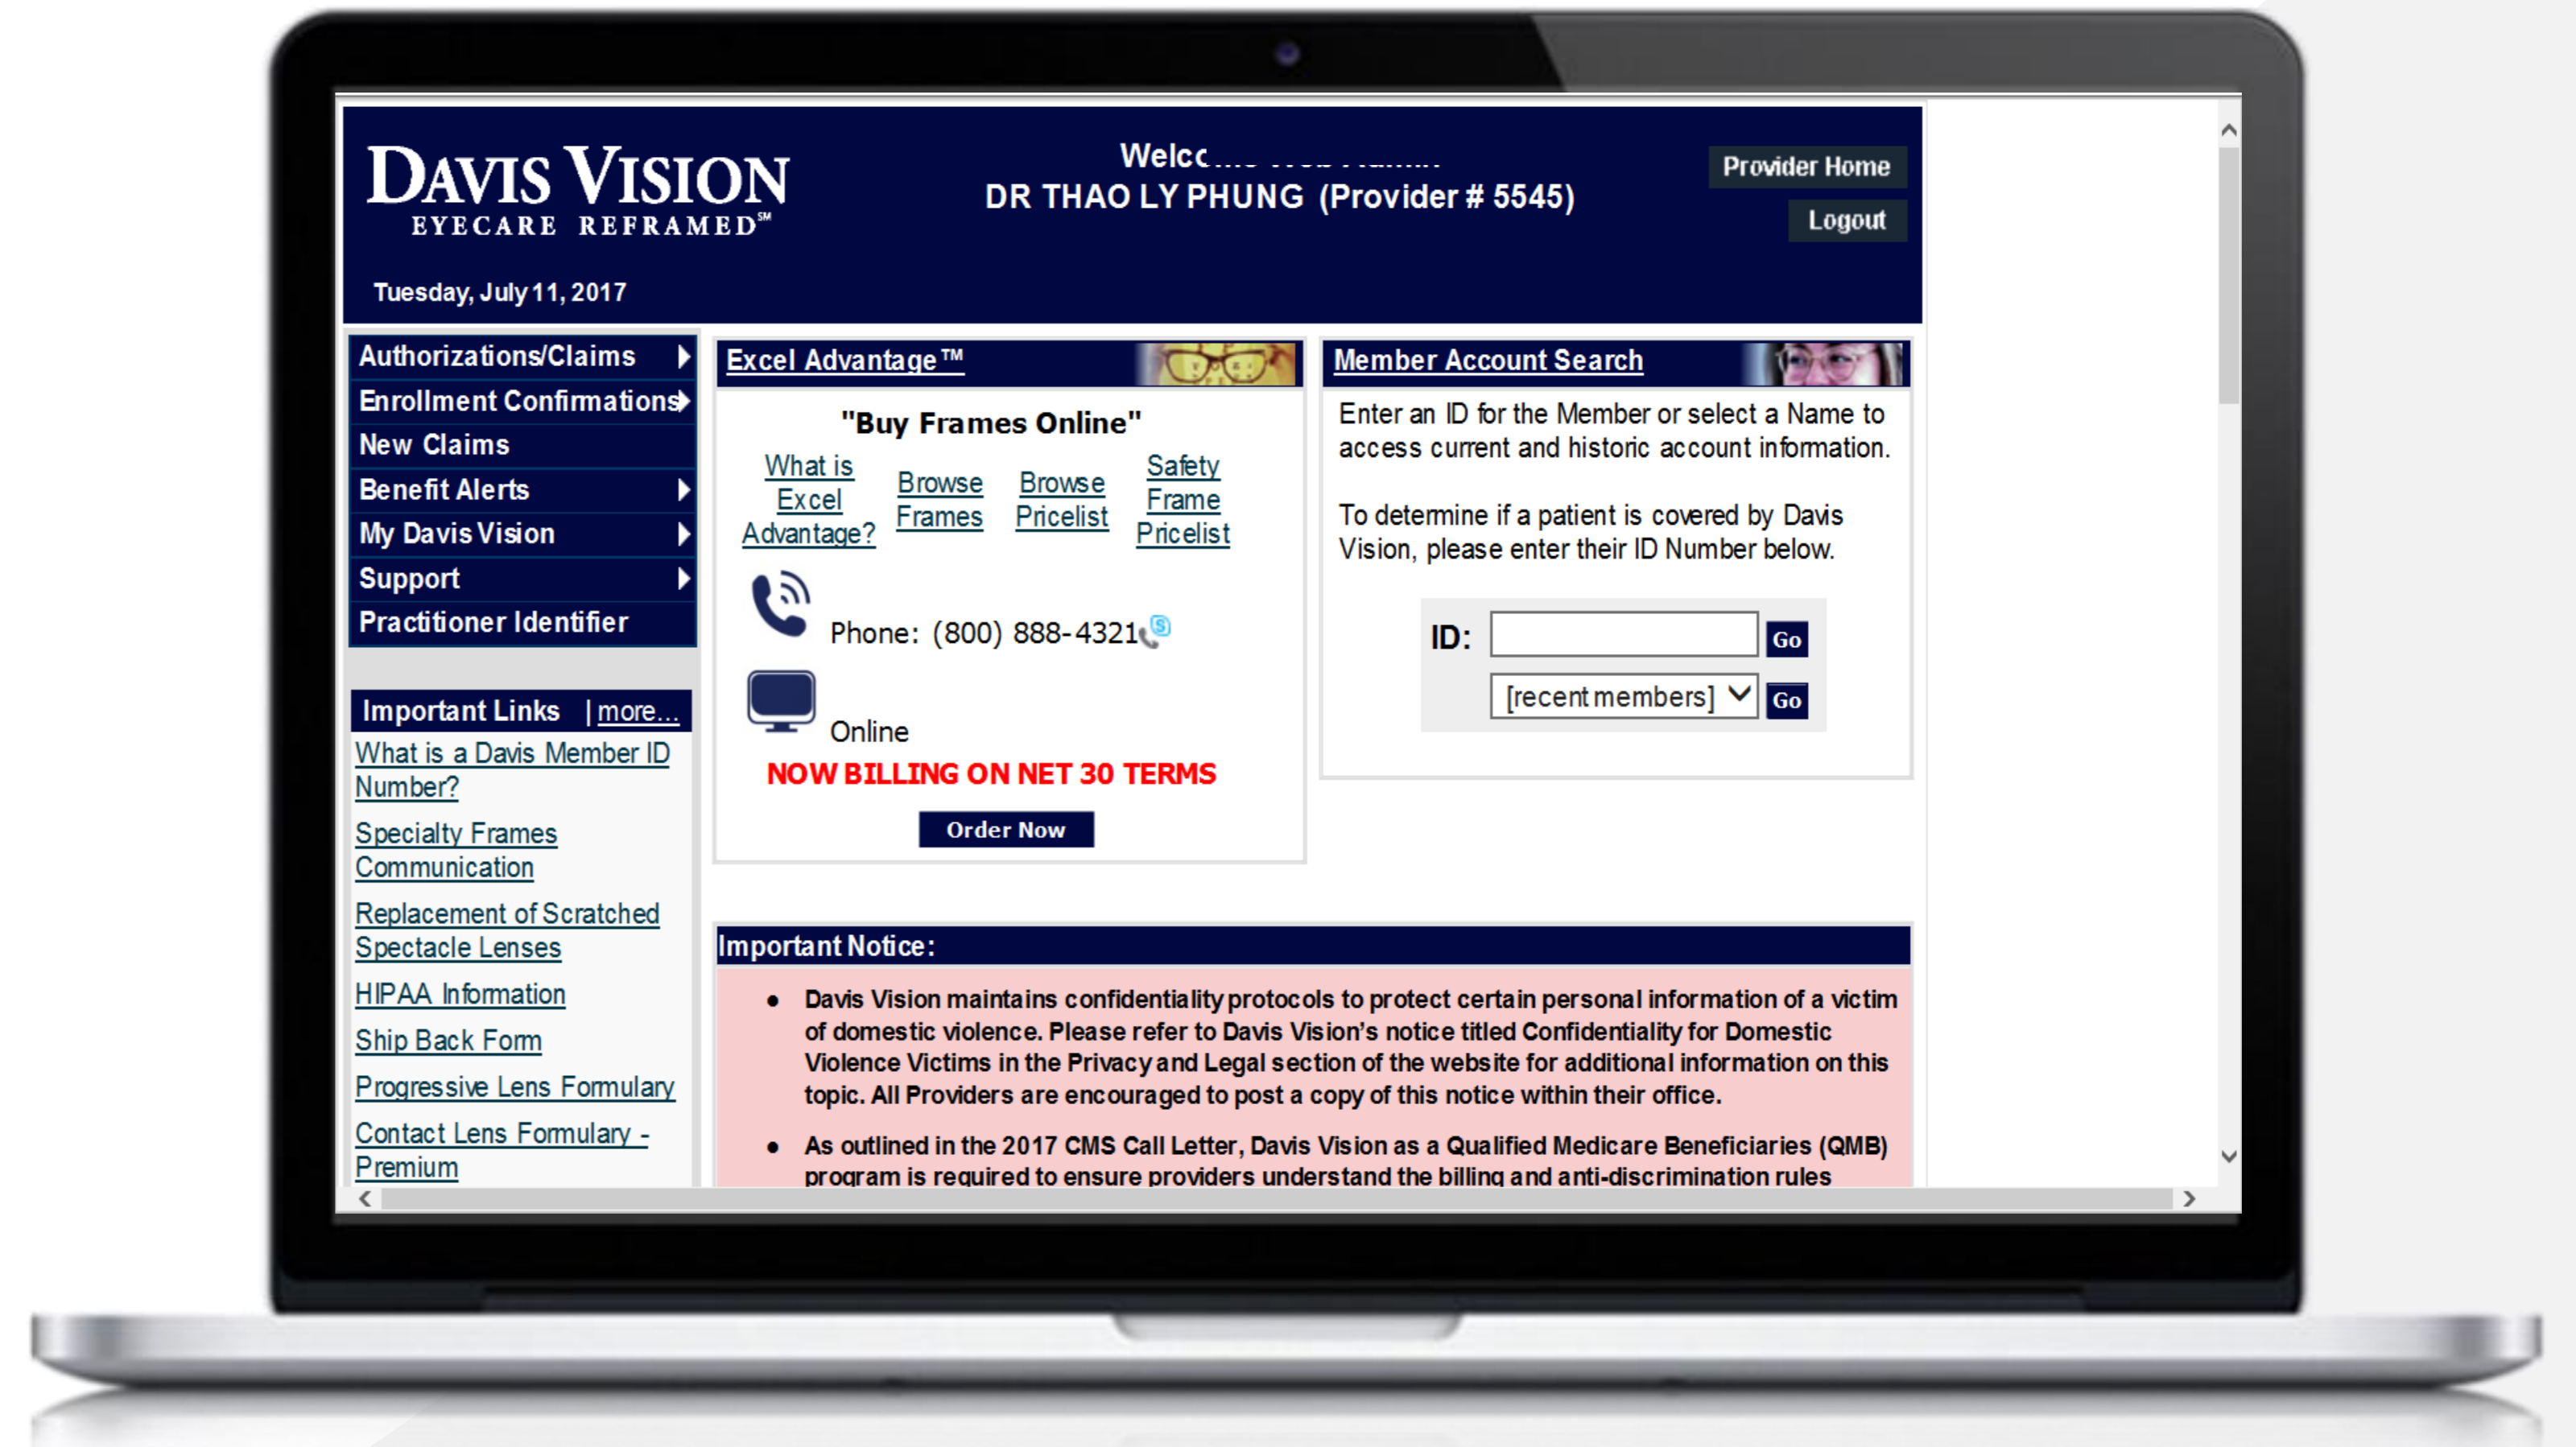 DAVIS VISION
EYECARE REFRAMED℠
Tuesday, July 11, 2017
DR THAO LY PHUNG (Provider # 5545)
Provider Home
Logout
Authorizations/Claims
Enrollment Confirmations
New Claims
Benefit Alerts
My Davis Vision
Support
Practitioner Identifier
Important Links | more...
What is a Davis Member ID
Number?
Specialty Frames
Communication
Replacement of Scratched
Spectacle Lenses
HIPAA Information
Ship Back Form
Progressive Lens Formulary
Contact Lens Formulary -
Premium
Excel Advantage™
"Buy Frames Online"
What is
Excel
Advantage?
Browse
Frames
Browse
Pricelist
Safety
Frame
Pricelist
Phone: (800) 888-4321
Online
NOW BILLING ON NET 30 TERMS
Order Now
Member Account Search
Enter an ID for the Member or select a Name to
access current and historic account information.
To determine if a patient is covered by Davis
Vision, please enter their ID Number below.
ID:
Go
[recent members]
Go
Important Notice:
• Davis Vision maintains confidentiality protocols to protect certain personal information of a victim
of domestic violence. Please refer to Davis Vision's notice titled Confidentiality for Domestic
Violence Victims in the Privacy and Legal section of the website for additional information on this
topic. All Providers are encouraged to post a copy of this notice within their office.
• As outlined in the 2017 CMS Call Letter, Davis Vision as a Qualified Medicare Beneficiaries (QMB)
program is required to ensure providers understand the billing and anti-discrimination rules